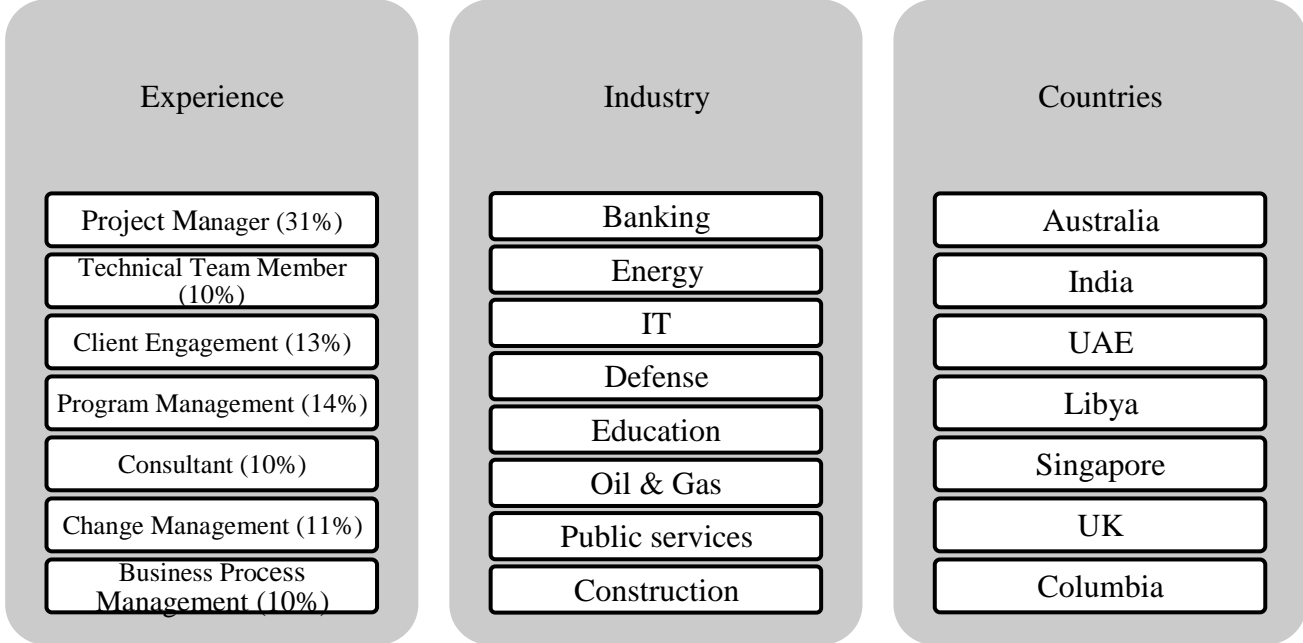 Experience
Project Manager (31%)
Technical Team Member
(10%)
Client Engagement (13%)
Program Management (14%)
Consultant (10%)
Change Management (11%)
Business Process
Management (10%)
Industry
Banking
Energy
IT
Defense
Education
Oil & Gas
Public services
Construction
Countries
Australia
India
UAE
Libya
Singapore
UK
Columbia